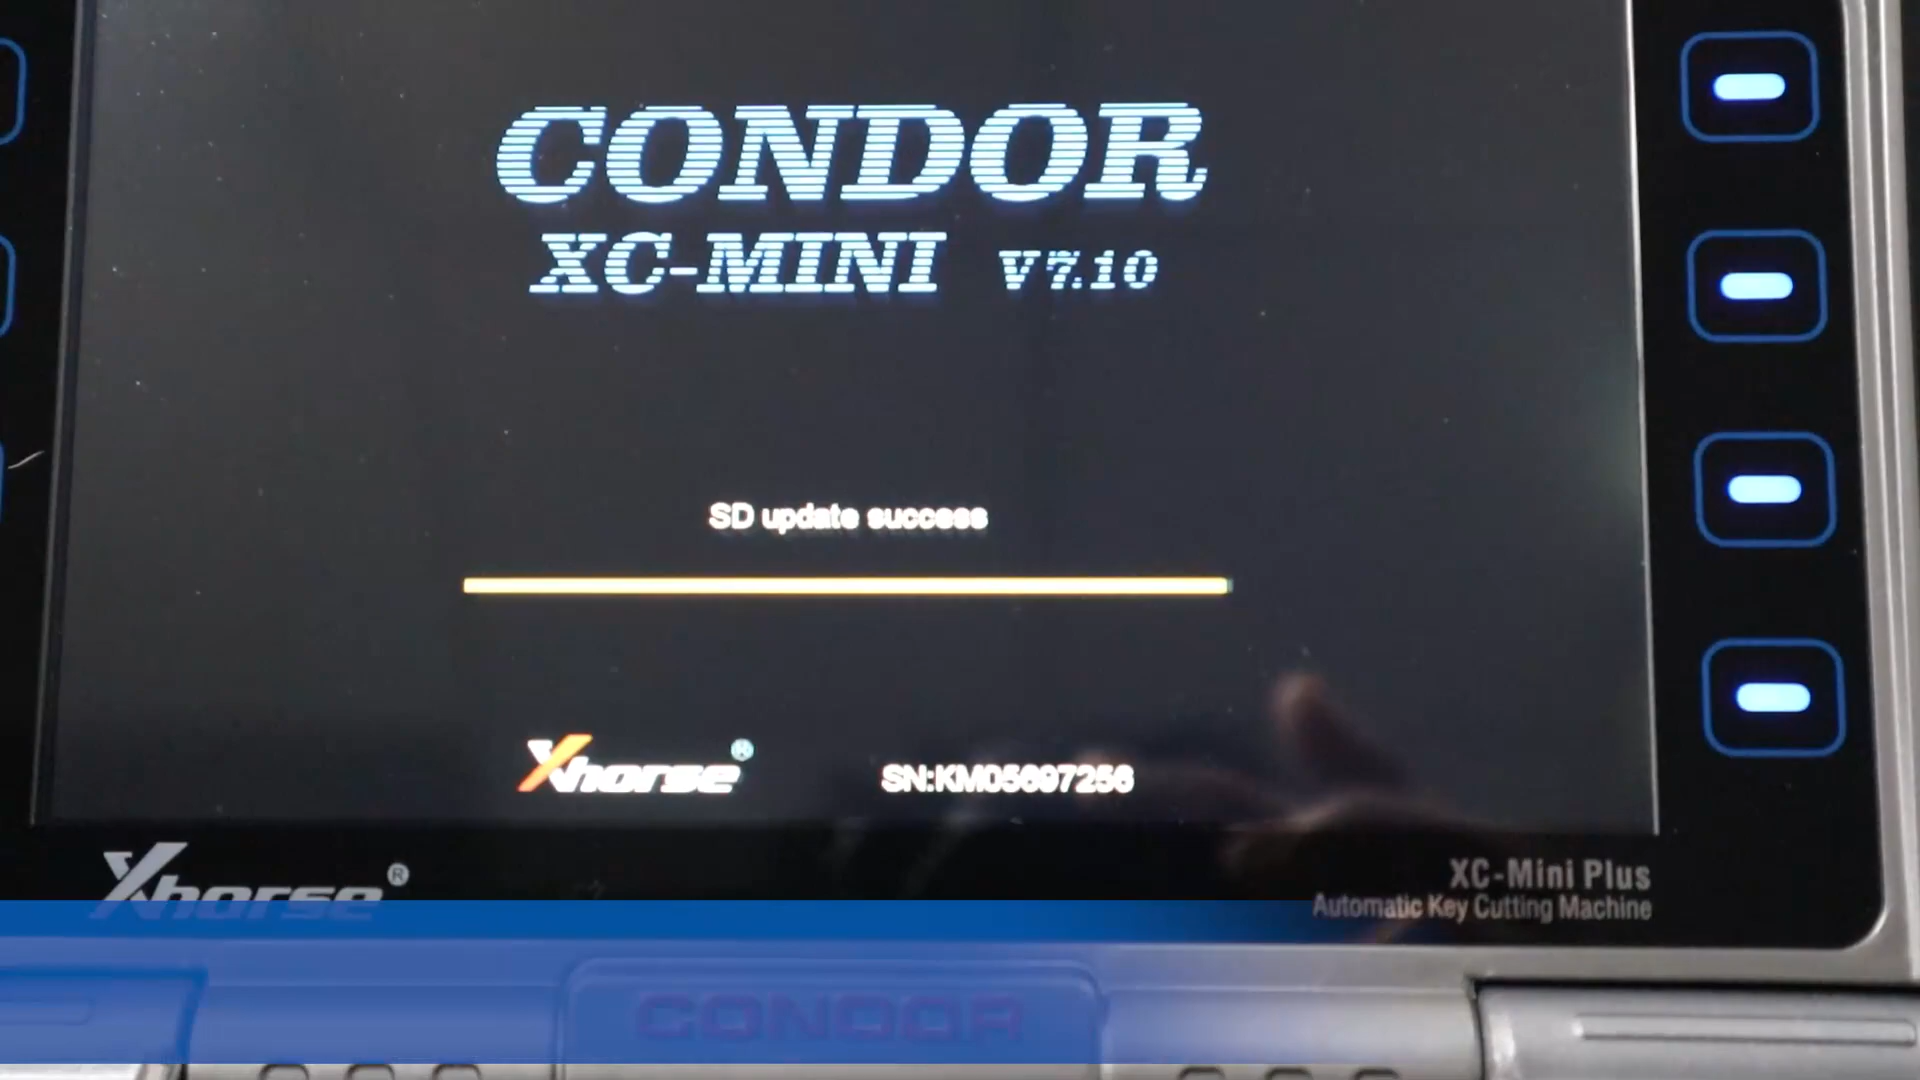 CONDOR
XC-MINI V7.10
SD update success
Xhorse®
SN:KM05697256
Xhorse®
XC-Mini Plus
Automatic Key Cutting Machine
CONDOR